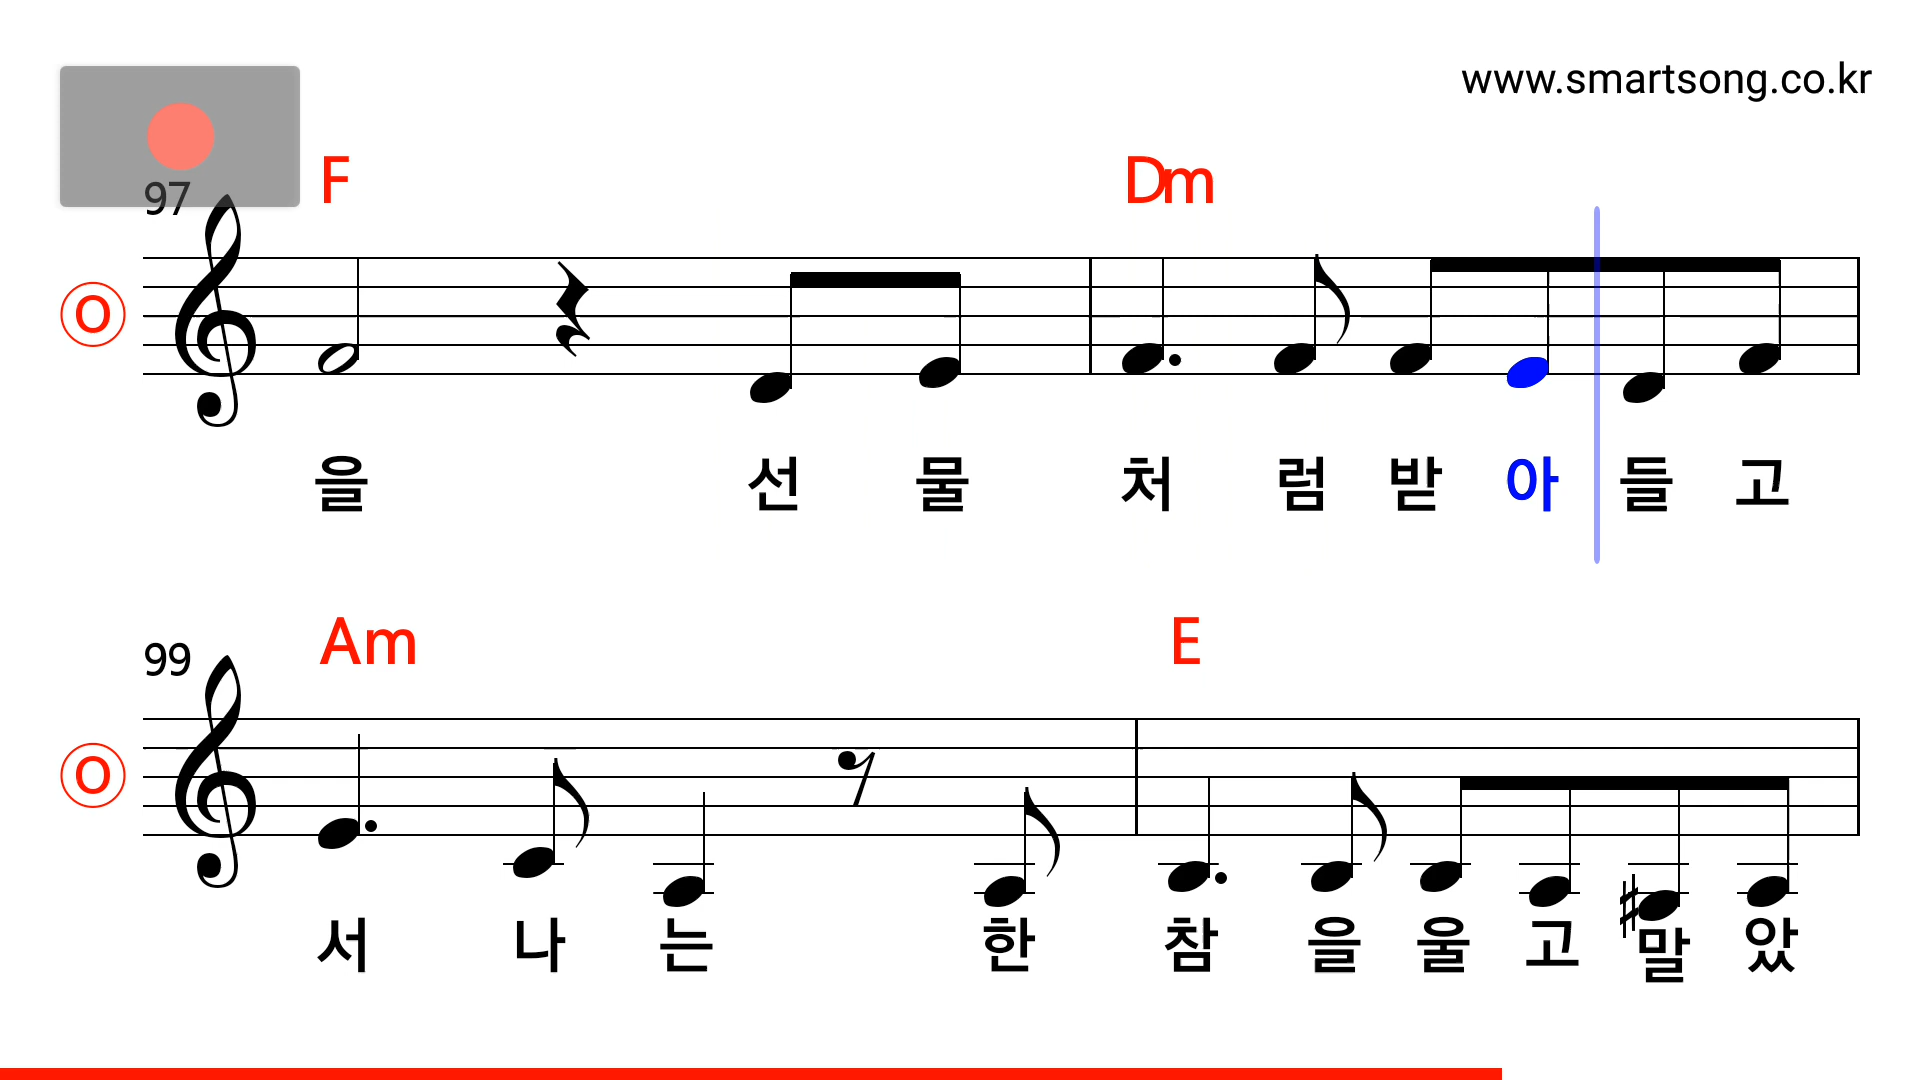 www.smartsong.co.kr
97 F Dm
O
을 선 물 처 럼 받 아 들 고
99 Am E
O
서 나 는 한 참 을 울 고 말 았